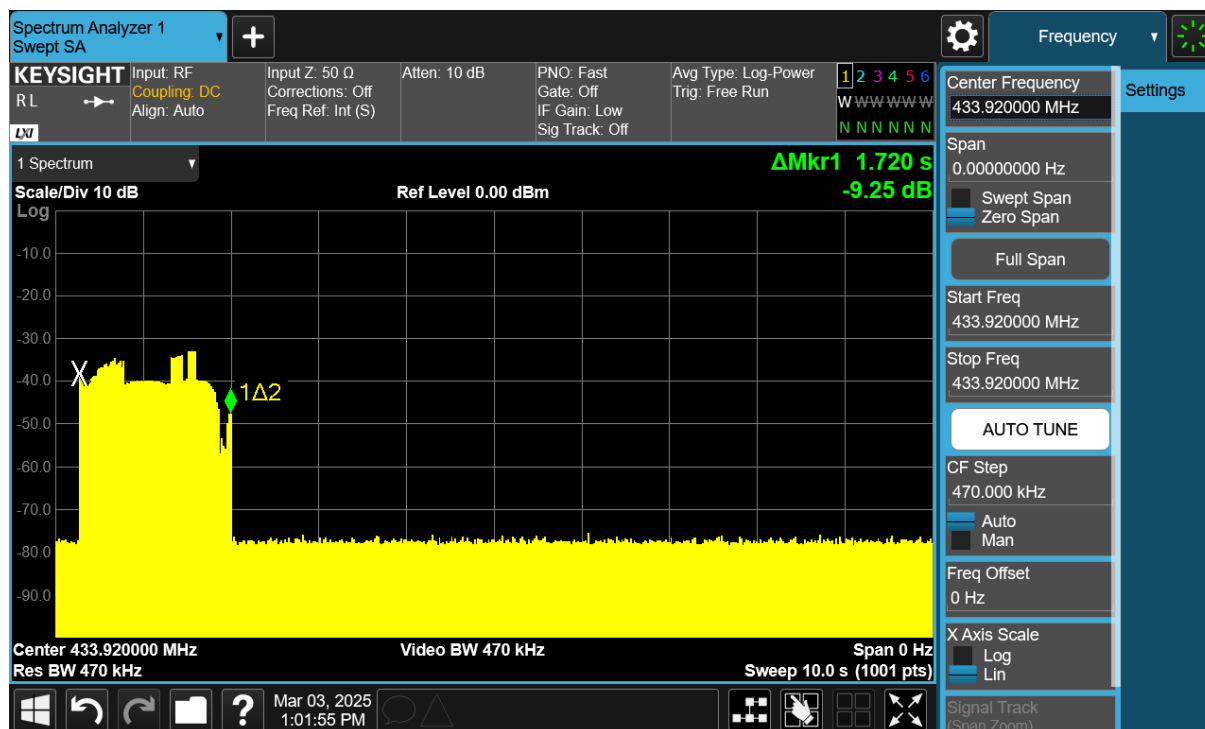 Spectrum Analyzer 1
Swept SA
Frequency
KEYSIGHT
R L
LXI
Input: RF
Coupling: DC
Align: Auto
Input Z: 50 Ω
Corrections: Off
Freq Ref: Int (S)
Atten: 10 dB
PNO: Fast
Gate: Off
IF Gain: Low
Sig Track: Off
Avg Type: Log-Power
Trig: Free Run
1 2 3 4 5 6
W W W W W W
N N N N N N
1 Spectrum
Scale/Div 10 dB
Log
Ref Level 0.00 dBm
ΔMkr1 1.720 s
-9.25 dB
-10.0
-20.0
-30.0
-40.0
-50.0
-60.0
-70.0
-80.0
-90.0
X
1Δ2
Center 433.920000 MHz
Res BW 470 kHz
Video BW 470 kHz
Span 0 Hz
Sweep 10.0 s (1001 pts)
Mar 03, 2025
1:01:55 PM
Center Frequency
433.920000 MHz
Settings
Span
0.00000000 Hz
Swept Span
Zero Span
Full Span
Start Freq
433.920000 MHz
Stop Freq
433.920000 MHz
AUTO TUNE
CF Step
470.000 kHz
Auto
Man
Freq Offset
0 Hz
X Axis Scale
Log
Lin
Signal Track
(Span Zoom)